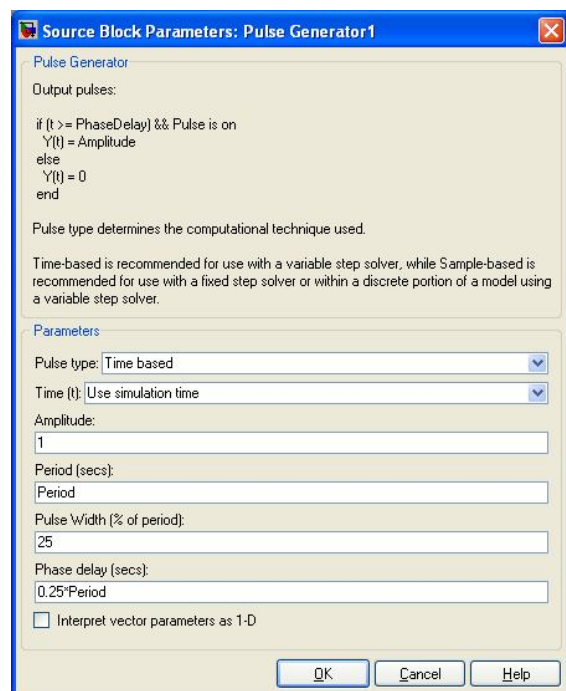 Source Block Parameters: Pulse Generator1
Pulse Generator
Output pulses:
if (t >= PhaseDelay) && Pulse is on
Y(t) = Amplitude
else
Y(t) = 0
end
Pulse type determines the computational technique used.
Time-based is recommended for use with a variable step solver, while Sample-based is
recommended for use with a fixed step solver or within a discrete portion of a model using
a variable step solver.
Parameters
Pulse type: Time based
Time (t): Use simulation time
Amplitude:
1
Period (secs):
Period
Pulse Width (% of period):
25
Phase delay (secs):
0.25*Period
Interpret vector parameters as 1-D
OK Cancel Help